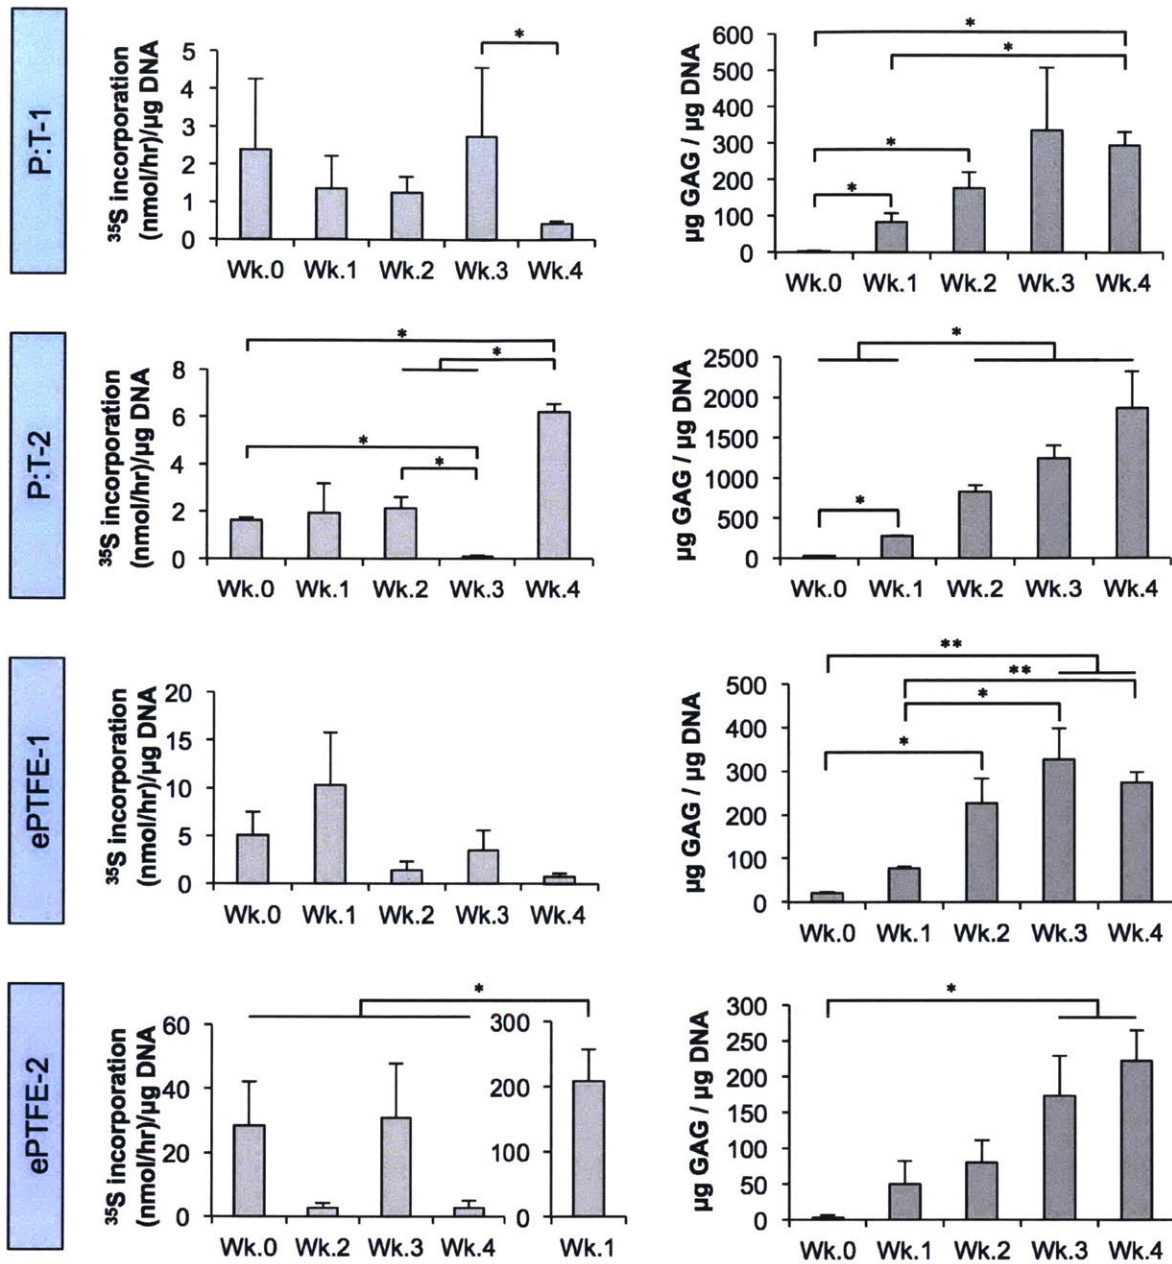 P:T-1
³⁵S incorporation
(nmol/hr)/µg DNA
5
4
3
2
1
0
*
Wk.0 Wk.1 Wk.2 Wk.3 Wk.4
µg GAG / µg DNA
600
500
400
300
200
100
0
*
*
*
*
Wk.0 Wk.1 Wk.2 Wk.3 Wk.4
P:T-2
³⁵S incorporation
(nmol/hr)/µg DNA
8
6
4
2
0
*
*
*
*
Wk.0 Wk.1 Wk.2 Wk.3 Wk.4
µg GAG / µg DNA
2500
2000
1500
1000
500
0
*
*
Wk.0 Wk.1 Wk.2 Wk.3 Wk.4
ePTFE-1
³⁵S incorporation
(nmol/hr)/µg DNA
20
15
10
5
0
Wk.0 Wk.1 Wk.2 Wk.3 Wk.4
µg GAG / µg DNA
500
400
300
200
100
0
**
**
*
*
Wk.0 Wk.1 Wk.2 Wk.3 Wk.4
ePTFE-2
³⁵S incorporation
(nmol/hr)/µg DNA
60
40
20
0
*
300
200
100
0
Wk.0 Wk.2 Wk.3 Wk.4 Wk.1
µg GAG / µg DNA
300
250
200
150
100
50
0
*
Wk.0 Wk.1 Wk.2 Wk.3 Wk.4